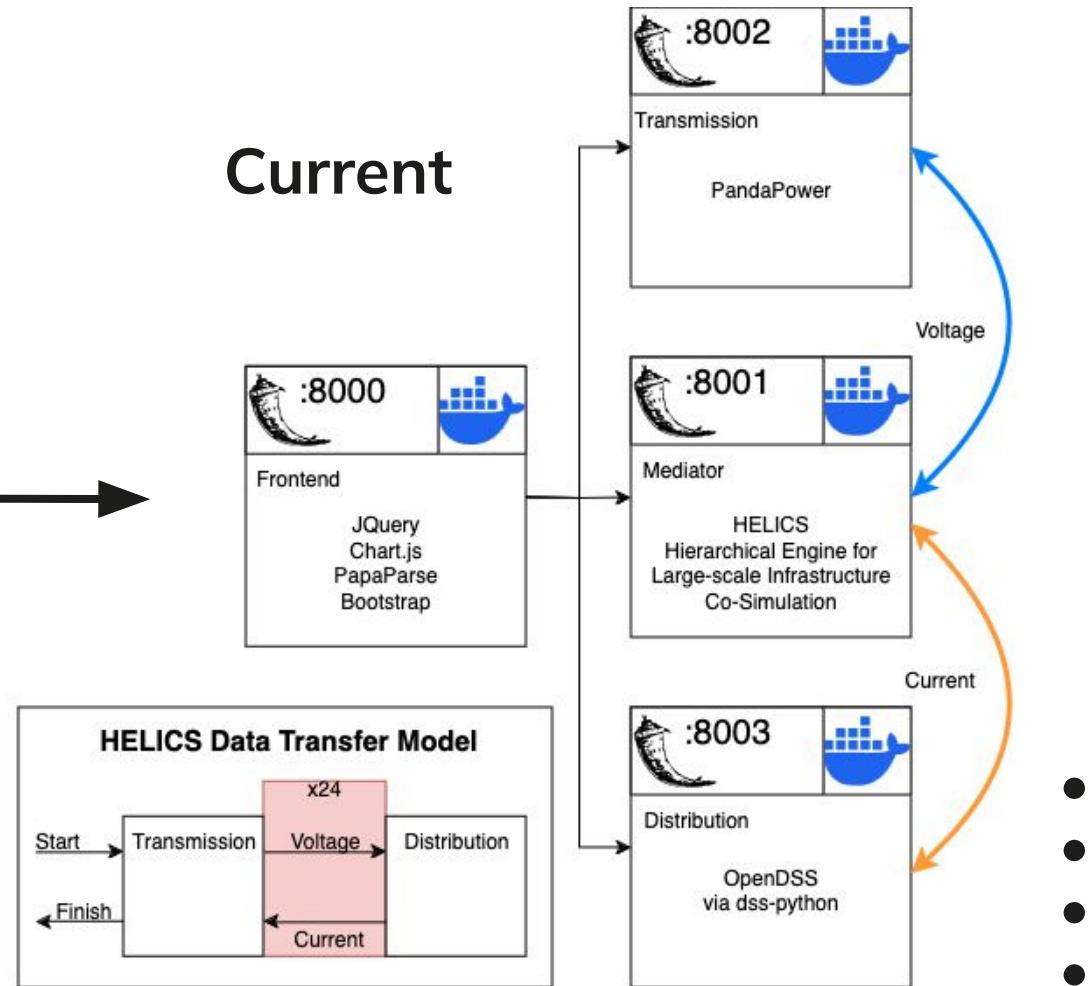 Current
:8002
Transmission
PandaPower
Voltage
:8000
Frontend
JQuery
Chart.js
PapaParse
Bootstrap
:8001
Mediator
HELICS
Hierarchical Engine for
Large-scale Infrastructure
Co-Simulation
Current
:8003
Distribution
OpenDSS
via dss-python
HELICS Data Transfer Model
x24
Start
Transmission
Voltage
Distribution
Finish
Current